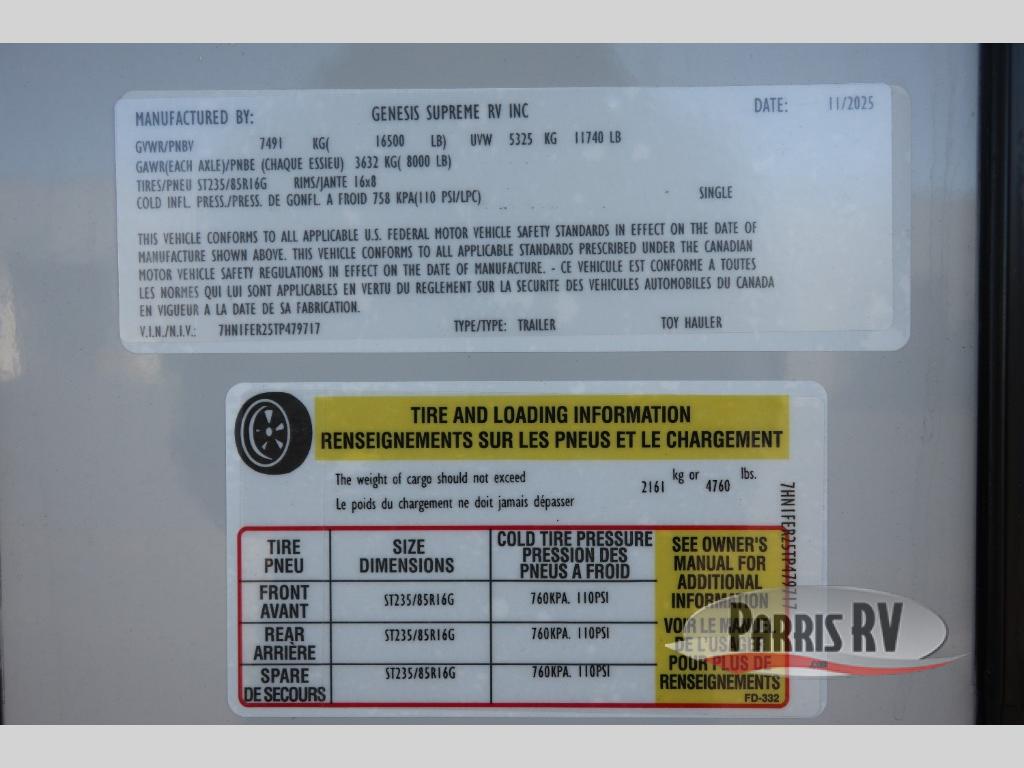 MANUFACTURED BY: GENESIS SUPREME RV INC DATE: 11/2025
GVWR/PNBV 7491 KG( 16500 LB) UVW 5325 KG 11740 LB
GAWR(EACH AXLE)/PNBE (CHAQUE ESSIEU) 3632 KG( 8000 LB)
TIRES/PNEU ST235/85R16G RIMS/JANTE 16x8
COLD INFL. PRESS./PRESS. DE GONFL. A FROID 758 KPA(110 PSI/LPC) SINGLE
THIS VEHICLE CONFORMS TO ALL APPLICABLE U.S. FEDERAL MOTOR VEHICLE SAFETY STANDARDS IN EFFECT ON THE DATE OF
MANUFACTURE SHOWN ABOVE. THIS VEHICLE CONFORMS TO ALL APPLICABLE STANDARDS PRESCRIBED UNDER THE CANADIAN
MOTOR VEHICLE SAFETY REGULATIONS IN EFFECT ON THE DATE OF MANUFACTURE. - CE VEHICULE EST CONFORME A TOUTES
LES NORMES QUI LUI SONT APPLICABLES EN VERTU DU REGLEMENT SUR LA SECURITE DES VEHICULES AUTOMOBILES DU CANADA
EN VIGUEUR A LA DATE DE SA FABRICATION.
V.I.N./N.I.V.: 7HN1FER25TP479717 TYPE/TYPE: TRAILER TOY HAULER
TIRE AND LOADING INFORMATION
RENSEIGNEMENTS SUR LES PNEUS ET LE CHARGEMENT
The weight of cargo should not exceed
Le poids du chargement ne doit jamais dépasser
2161 kg or 4760 lbs.
7HN1FER25TP479717
TIRE
PNEU
SIZE
DIMENSIONS
COLD TIRE PRESSURE
PRESSION DES
PNEUS A FROID
FRONT
AVANT
ST235/85R16G 760KPA. 110PSI
REAR
ARRIÈRE
ST235/85R16G 760KPA. 110PSI
SPARE
DE SECOURS
ST235/85R16G 760KPA. 110PSI
SEE OWNER'S
MANUAL FOR
ADDITIONAL
INFORMATION
VOIR LE MANUEL
DE L'USAGER
POUR PLUS DE
RENSEIGNEMENTS
FD-332
PARRIS RV
.com